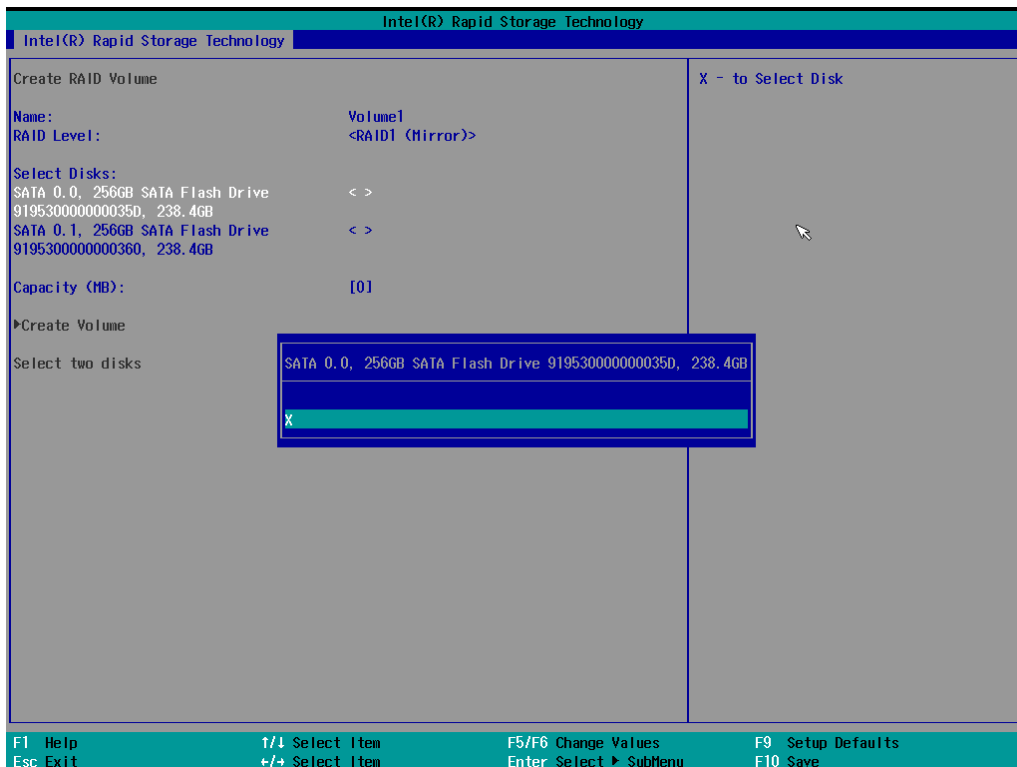 Intel(R) Rapid Storage Technology
Intel(R) Rapid Storage Technology
Create RAID Volume
X - to Select Disk
Name: Volume1
RAID Level: <RAID1 (Mirror)>
Select Disks:
SATA 0.0, 256GB SATA Flash Drive < >
919530000000035D, 238.4GB
SATA 0.1, 256GB SATA Flash Drive < >
9195300000000360, 238.4GB
Capacity (MB): [0]
▶Create Volume
Select two disks
SATA 0.0, 256GB SATA Flash Drive 919530000000035D, 238.4GB
X
F1 Help ↑/↓ Select Item F5/F6 Change Values F9 Setup Defaults
Esc Exit ←/→ Select Item Enter Select ▶ SubMenu F10 Save